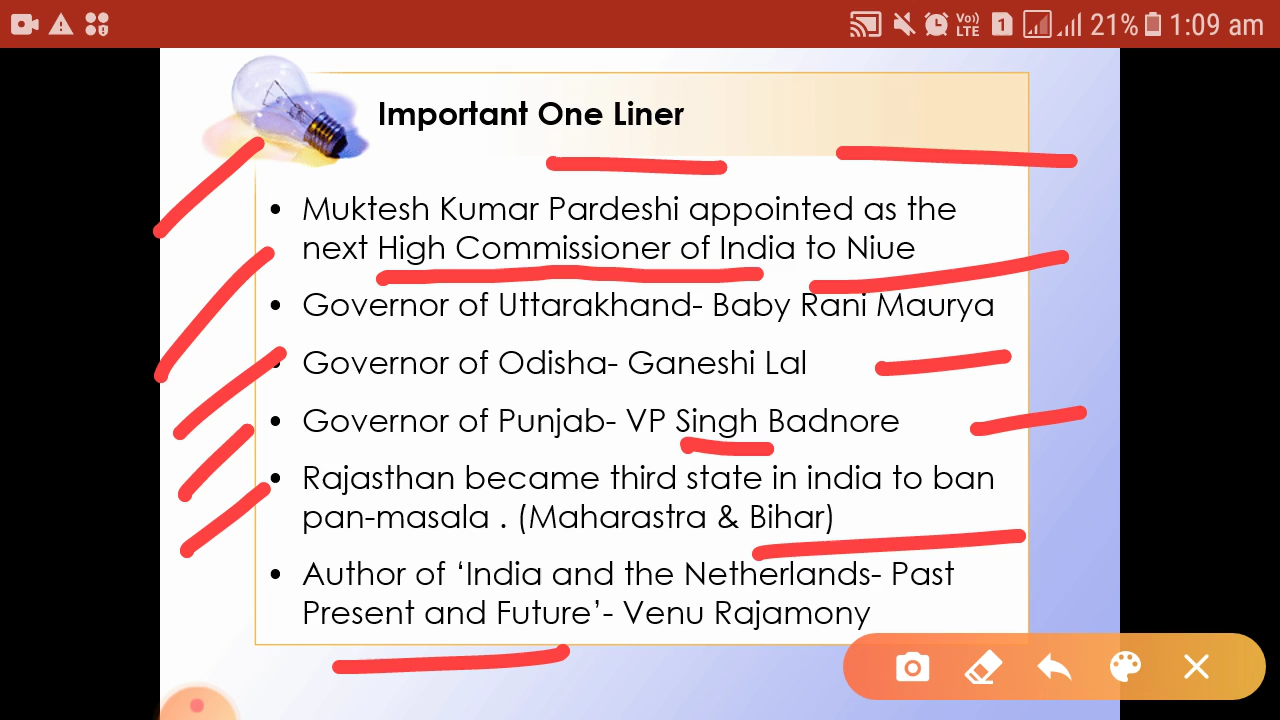 Vo)) LTE 1 21% 1:09 am
Important One Liner
• Muktesh Kumar Pardeshi appointed as the
next High Commissioner of India to Niue
• Governor of Uttarakhand- Baby Rani Maurya
• Governor of Odisha- Ganeshi Lal
• Governor of Punjab- VP Singh Badnore
• Rajasthan became third state in india to ban
pan-masala . (Maharastra & Bihar)
• Author of ‘India and the Netherlands- Past
Present and Future’- Venu Rajamony